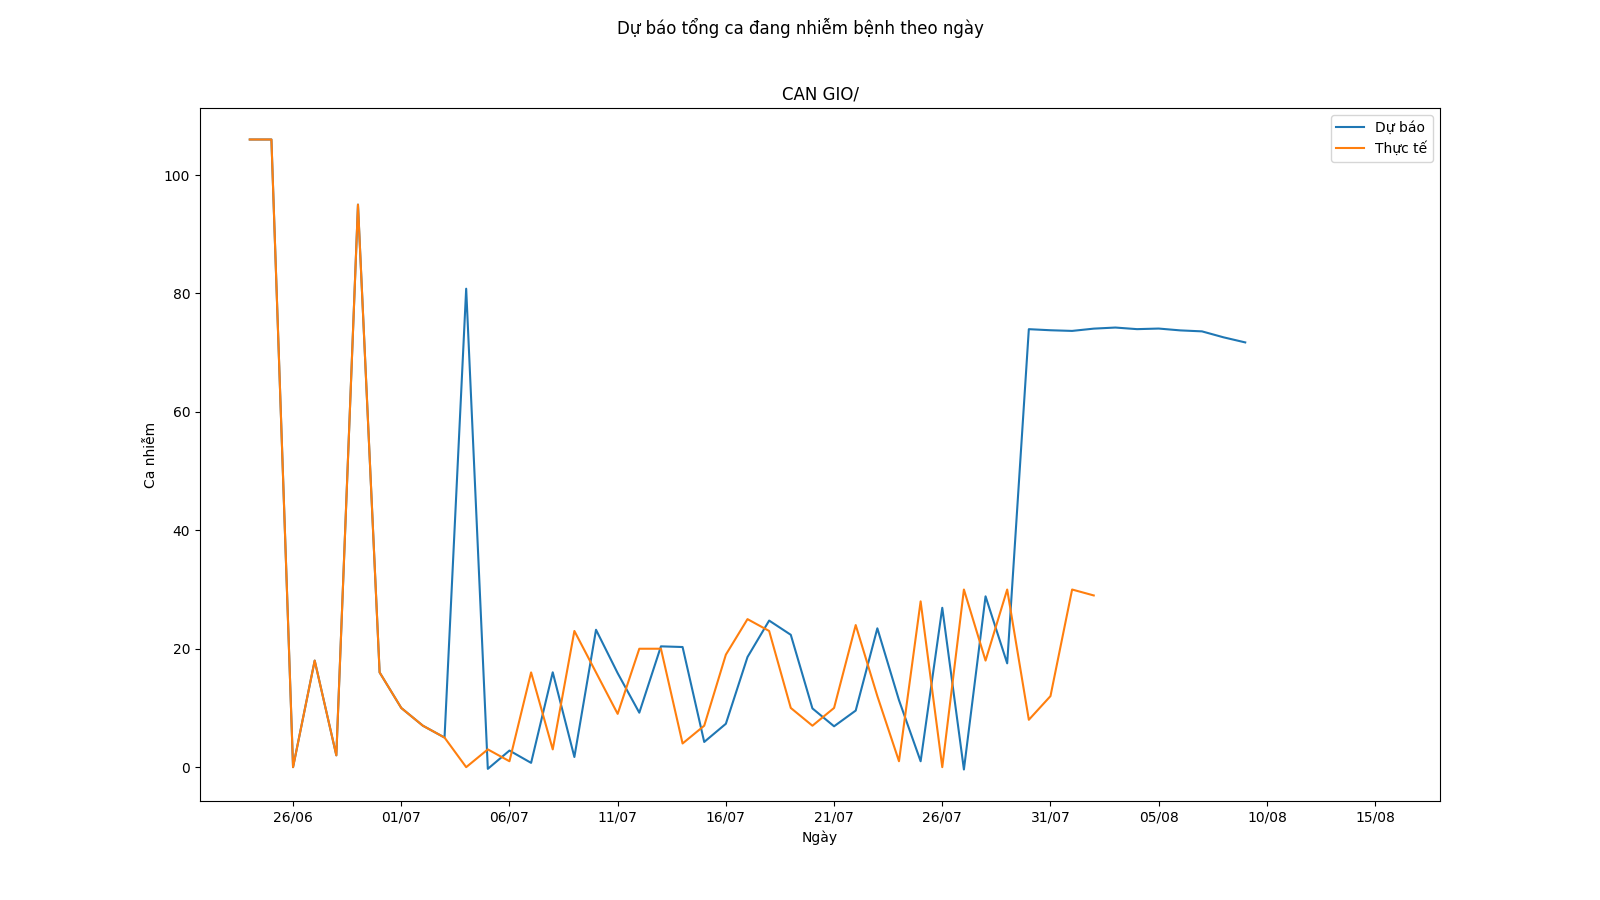 Dự báo tổng ca đang nhiễm bệnh theo ngày
CAN GIO/
Dự báo
Thực tế
100
80
60
40
20
0
Ca nhiễm
26/06
01/07
06/07
11/07
16/07
21/07
26/07
31/07
05/08
10/08
15/08
Ngày